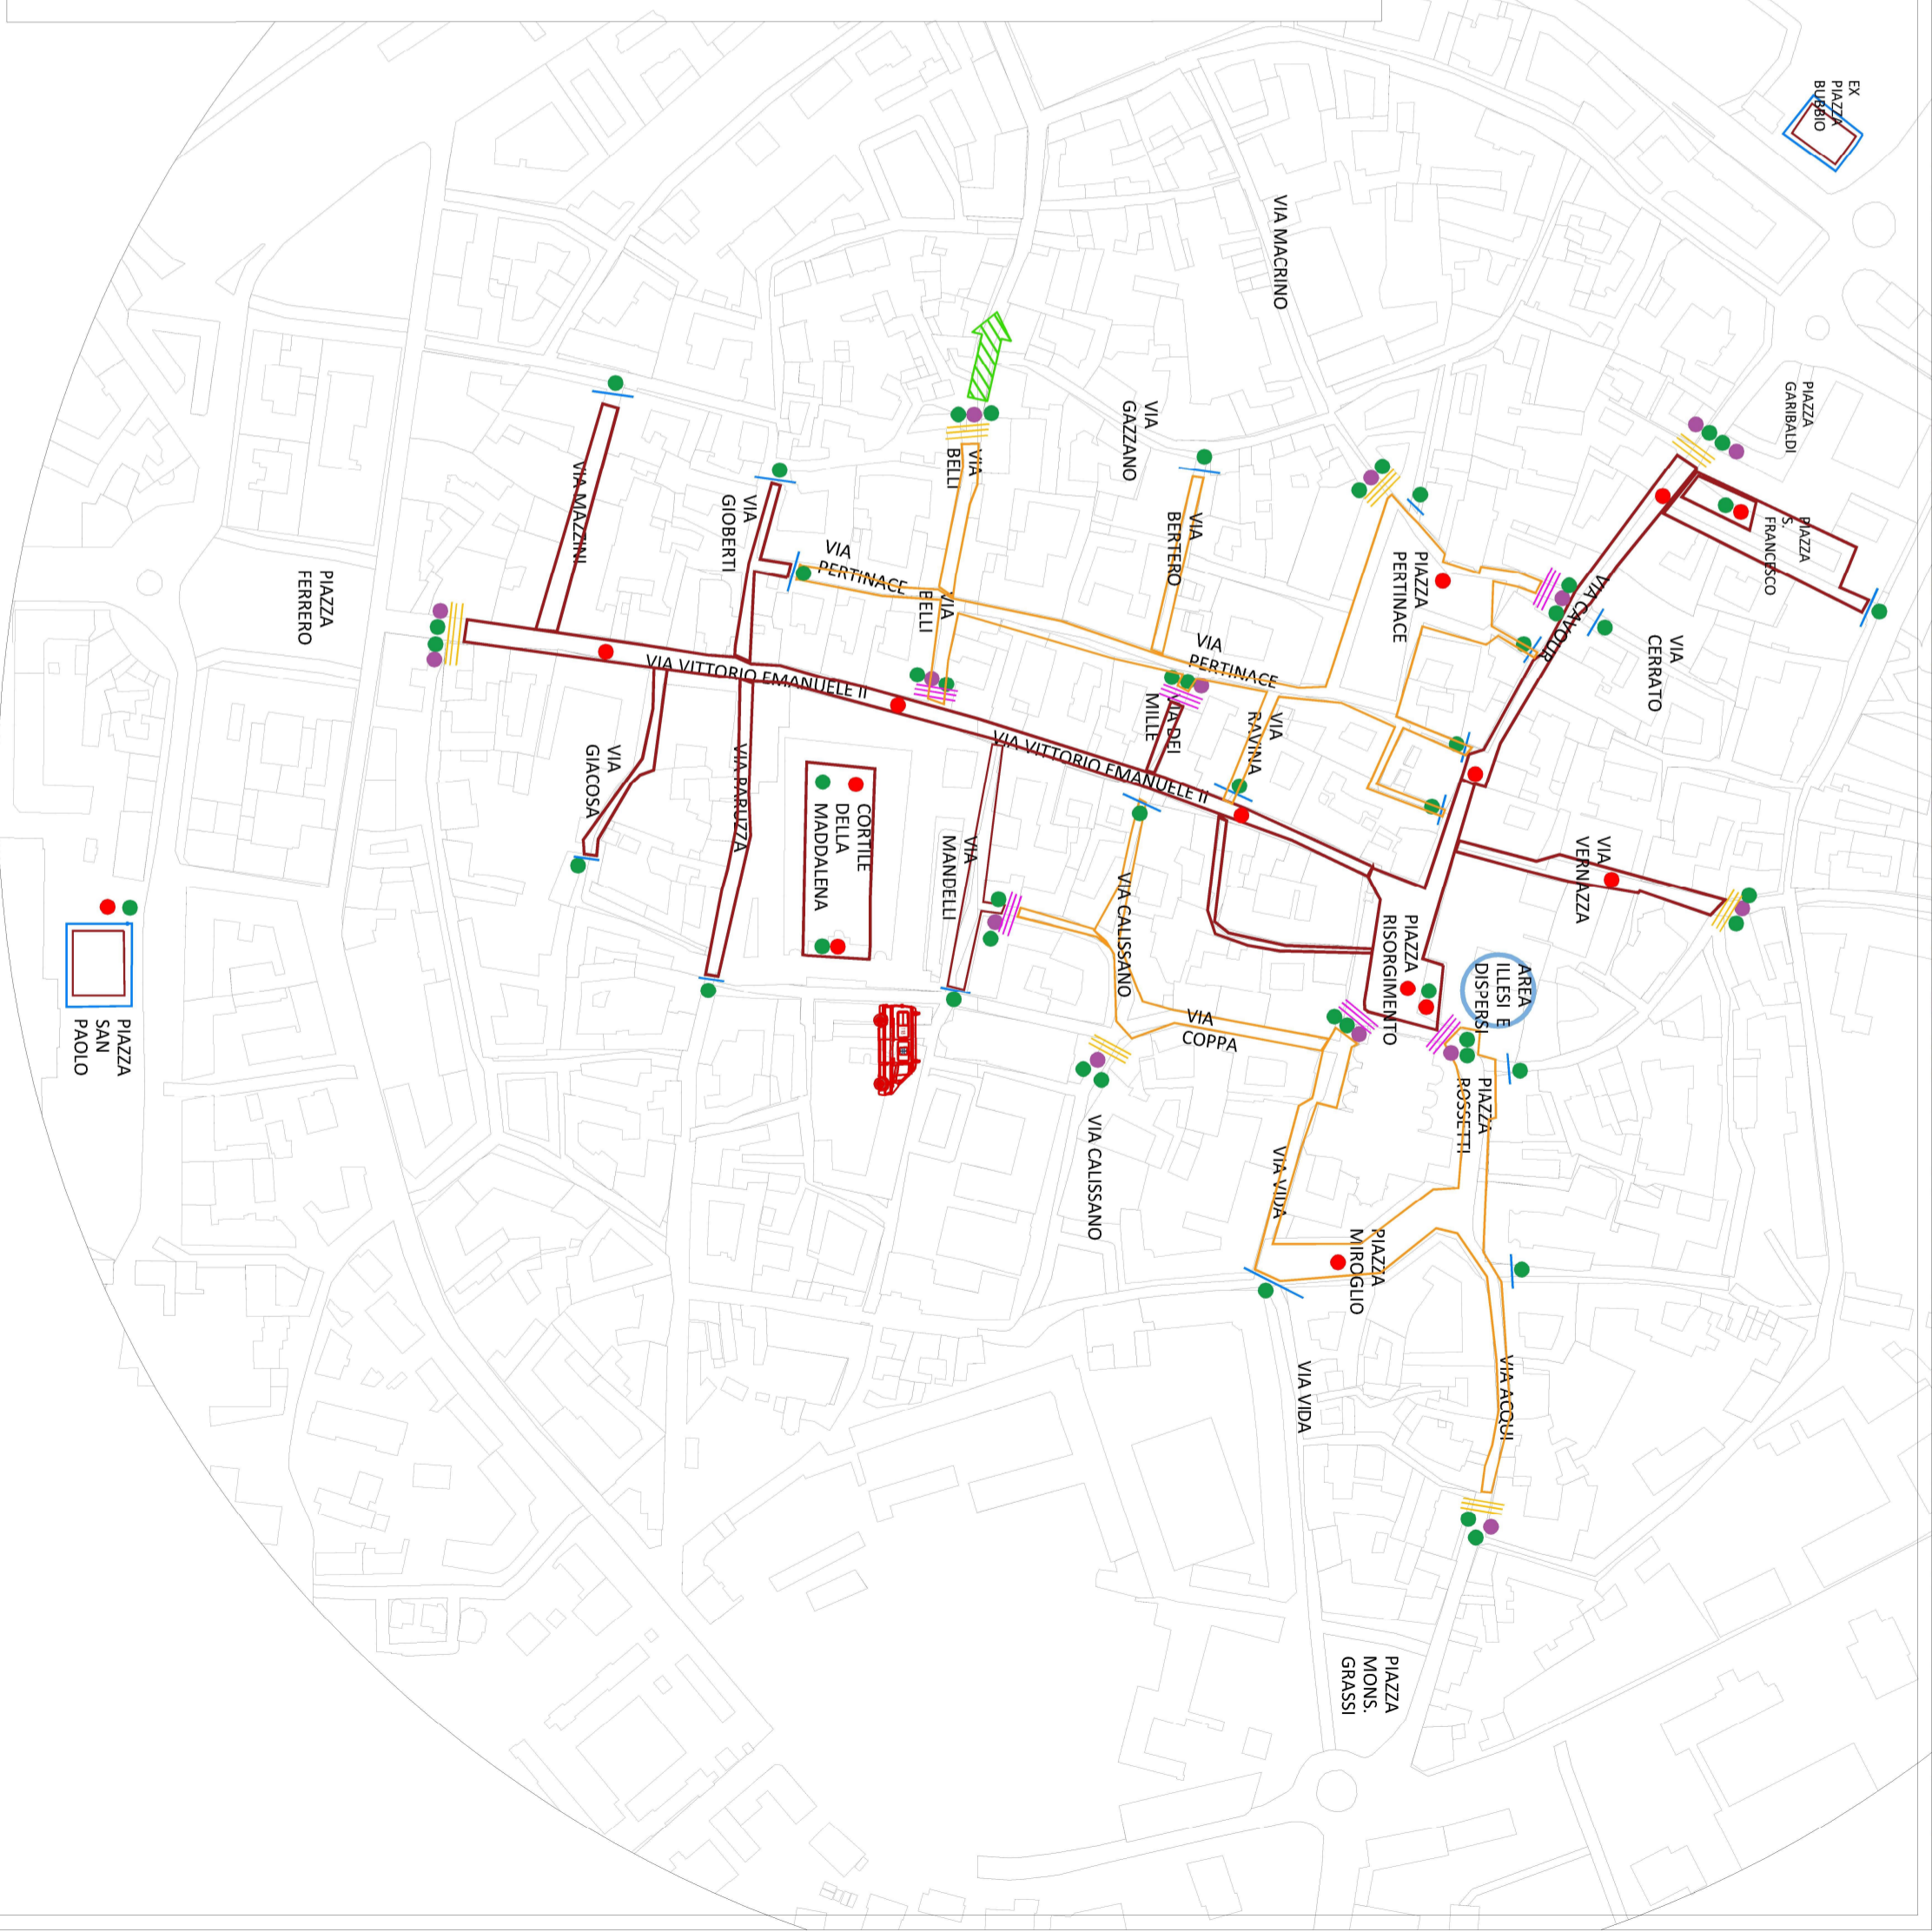 EX
PIAZZA
BUBBIO
VIA MACRINO
PIAZZA
GARIBALDI
VIA
GAZZANO
VIA
BELLI
VIA MAZZINI
VIA
GIOBERTI
VIA
PERTINACE
VIA
BERTERO
PIAZZA
S.
FRANCESCO
PIAZZA
PERTINACE
VIA CAVOUR
VIA
CERRATO
PIAZZA
FERRERO
VIA
BELLI
VIA
PERTINACE
VIA VITTORIO EMANUELE II
VIA DEI
MILLE
VIA
RAVINA
VIA VITTORIO EMANUELE II
VIA
GIACOSA
VIA PARUZZA
CORTILE
DELLA
MADDALENA
VIA
MANDELLI
VIA CALISSANO
VIA
VERNAZZA
PIAZZA
RISORGIMENTO
AREA
ILLESI E
DISPERSI
PIAZZA
SAN
PAOLO
VIA
COPPA
PIAZZA
ROSSETTI
VIA CALISSANO
VIA VIDA
PIAZZA
MIROGLIO
VIA VIDA
VIA ACQUI
PIAZZA
MONS.
GRASSI